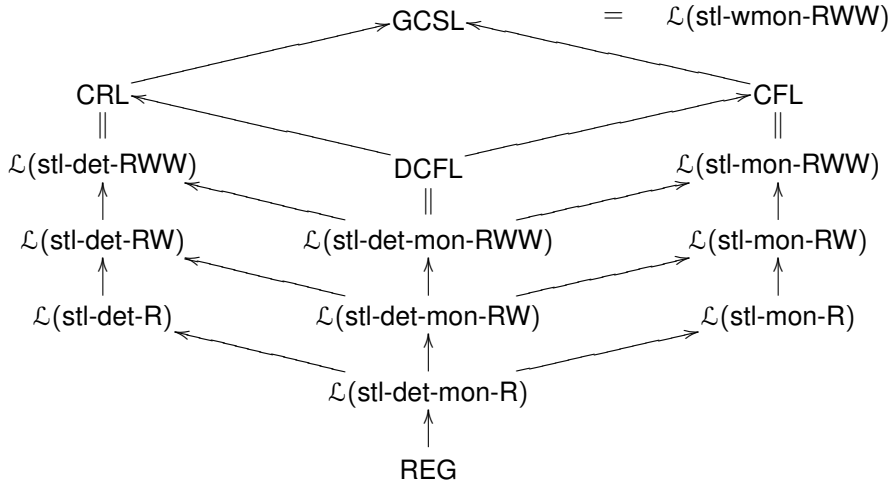 GCSL = ℒ(stl-wmon-RWW)
CRL CFL
|| ||
ℒ(stl-det-RWW) DCFL ℒ(stl-mon-RWW)
||
ℒ(stl-det-RW) ℒ(stl-det-mon-RWW) ℒ(stl-mon-RW)
ℒ(stl-det-R) ℒ(stl-det-mon-RW) ℒ(stl-mon-R)
ℒ(stl-det-mon-R)
REG